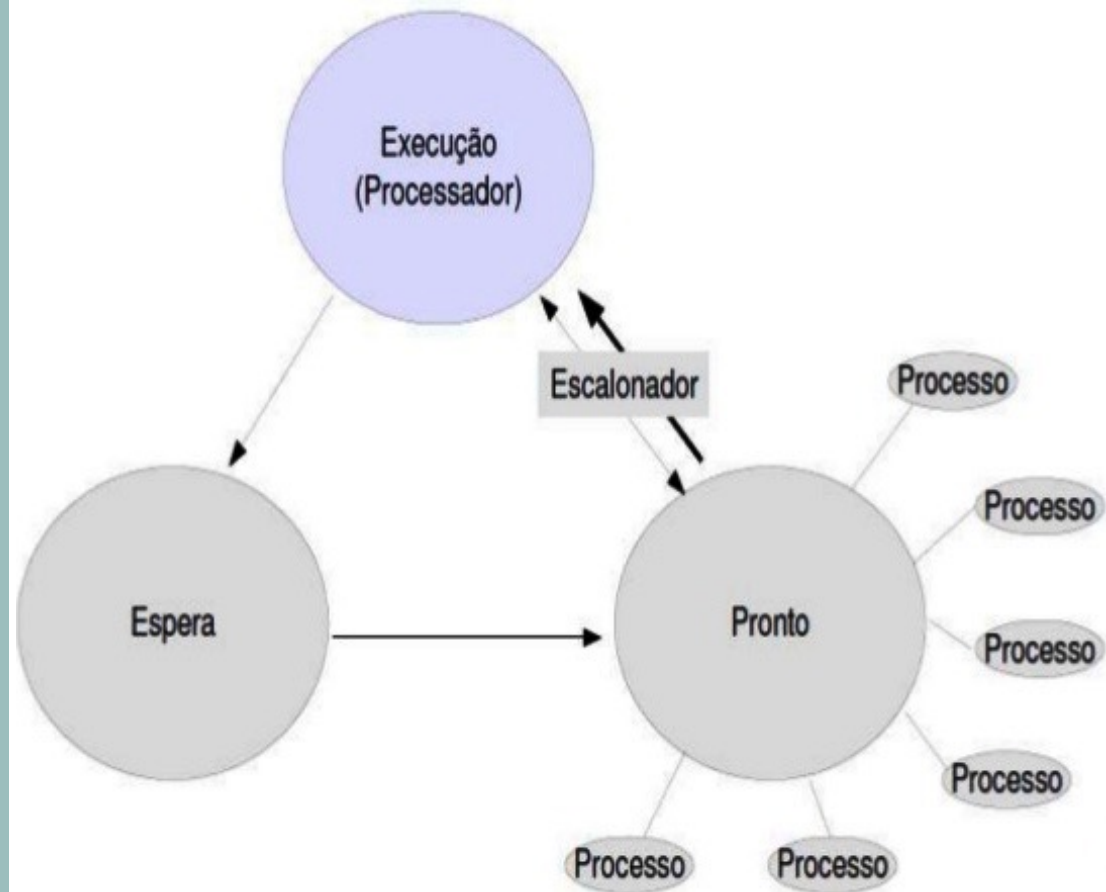 Execução
(Processador)
Escalonador
Processo
Processo
Espera
Pronto
Processo
Processo
Processo
Processo